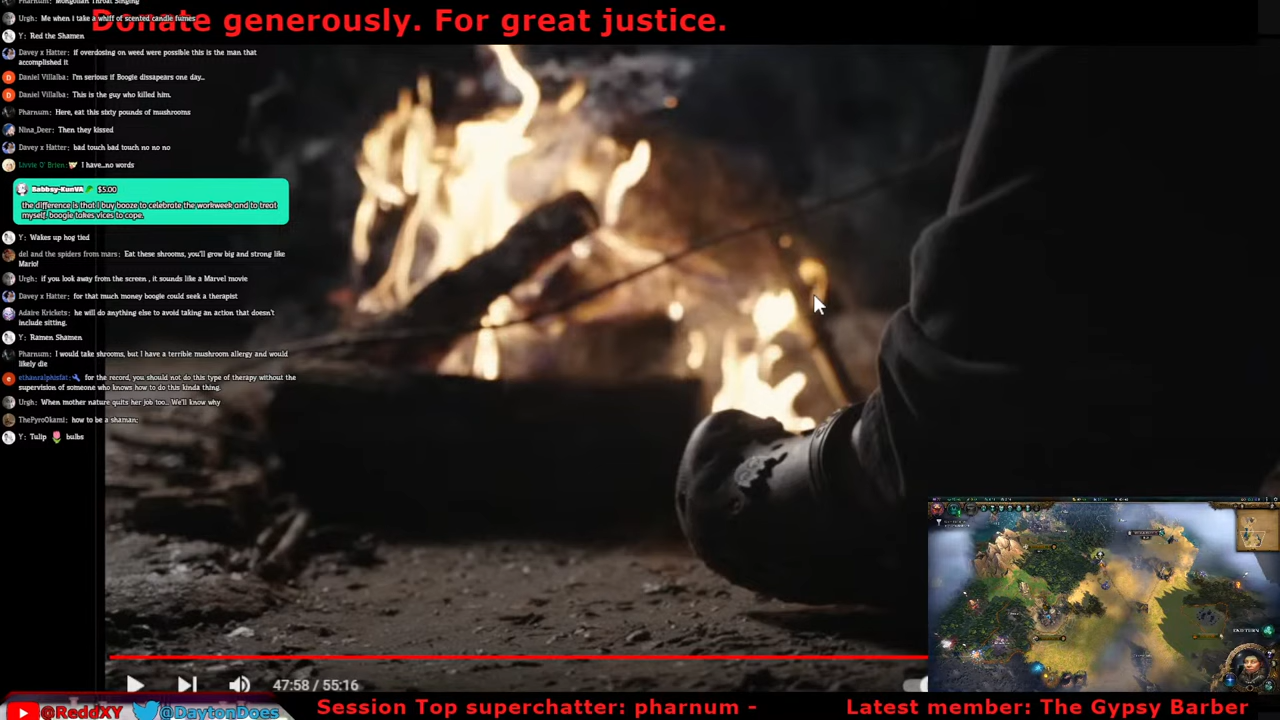 Pharnum: Mongolian Throat Singing
Donate generously. For great justice.
Urgh: Me when I take a whiff of scented candle fumes
Y: Red the Shamen
Davey x Hatter: if overdosing on weed were possible this is the man that
accomplished it
Daniel Villalba: I'm serious if Boogie dissapears one day...
Daniel Villalba: This is the guy who killed him.
Pharnum: Here, eat this sixty pounds of mushrooms
Nina_Deer: Then they kissed
Davey x Hatter: bad touch bad touch no no no
Livvie O' Brien: I have...no words
Babbsy-KunVA $5.00
the difference is that I buy booze to celebrate the workweek and to treat
myself, boogie takes vices to cope.
Y: Wakes up hog tied
del and the spiders from mars: Eat these shrooms, you'll grow big and strong like
Mario!
Urgh: if you look away from the screen , it sounds like a Marvel movie
Davey x Hatter: for that much money boogie could seek a therapist
Adaire Krickets: he will do anything else to avoid taking an action that doesn't
include sitting.
Y: Ramen Shamen
Pharnum: I would take shrooms, but I have a terrible mushroom allergy and would
likely die
ethanralphisfat: for the record, you should not do this type of therapy without the
supervision of someone who knows how to do this kinda thing.
Urgh: When mother nature quits her job too... We'll know why
ThePyroOkami: how to be a shaman:
Y: Tulip bulbs
47:58 / 55:16
@ReddXY @DaytonDoes Session Top superchatter: pharnum - Latest member: The Gypsy Barber